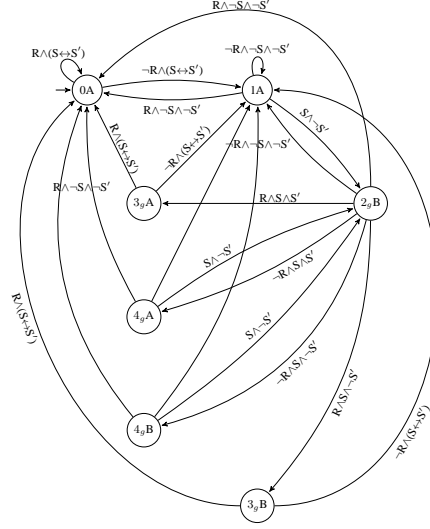 R∧¬S∧¬S′
R∧(S↔S′)
¬R∧¬S∧¬S′
¬R∧(S↔S′)
0A
1A
R∧¬S∧¬S′
S∧¬S′
R∧(S↔S′)
¬R∧(S↔S′)
¬R∧¬S∧¬S′
R∧¬S∧¬S′
3gA
R∧S∧S′
2gB
S∧¬S′
¬R∧S∧S′
R∧(S↔S′)
4gA
S∧¬S′
¬R∧S∧¬S′
R∧S∧¬S′
4gB
¬R∧(S↔S′)
3gB